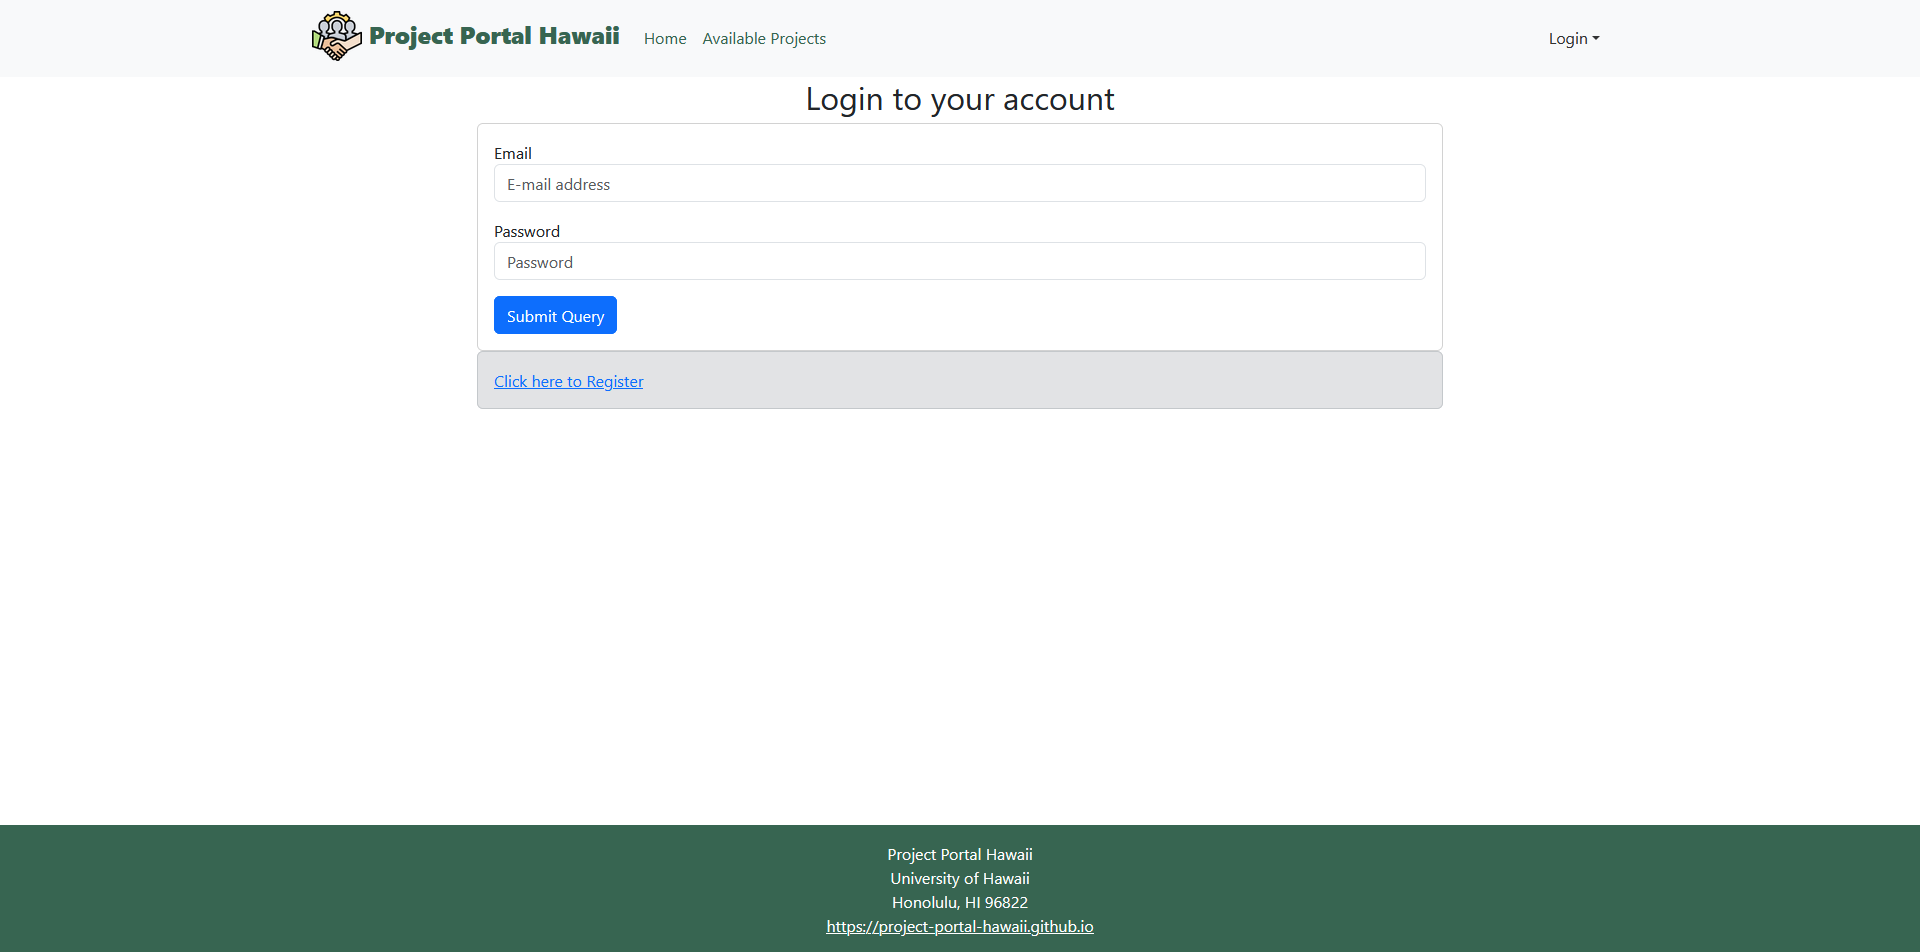 Project Portal Hawaii Home Available Projects Login
Login to your account
Email
E-mail address
Password
Password
Submit Query
Click here to Register
Project Portal Hawaii
University of Hawaii
Honolulu, HI 96822
https://project-portal-hawaii.github.io